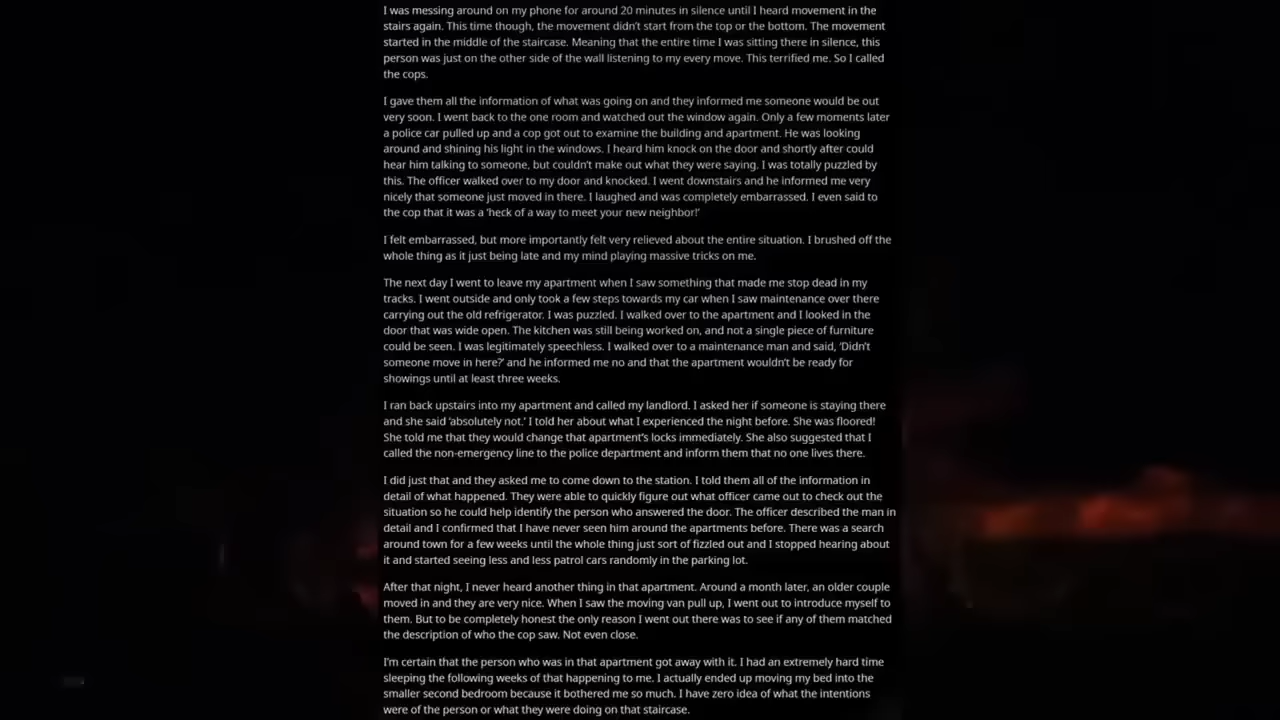 I was messing around on my phone for around 20 minutes in silence until I heard movement in the
stairs again. This time though, the movement didn't start from the top or the bottom. The movement
started in the middle of the staircase. Meaning that the entire time I was sitting there in silence, this
person was just on the other side of the wall listening to my every move. This terrified me. So I called
the cops.
I gave them all the information of what was going on and they informed me someone would be out
very soon. I went back to the one room and watched out the window again. Only a few moments later
a police car pulled up and a cop got out to examine the building and apartment. He was looking
around and shining his light in the windows. I heard him knock on the door and shortly after could
hear him talking to someone, but couldn't make out what they were saying. I was totally puzzled by
this. The officer walked over to my door and knocked. I went downstairs and he informed me very
nicely that someone just moved in there. I laughed and was completely embarrassed. I even said to
the cop that it was a 'heck of a way to meet your new neighbor!'
I felt embarrassed, but more importantly felt very relieved about the entire situation. I brushed off the
whole thing as it just being late and my mind playing massive tricks on me.
The next day I went to leave my apartment when I saw something that made me stop dead in my
tracks. I went outside and only took a few steps towards my car when I saw maintenance over there
carrying out the old refrigerator. I was puzzled. I walked over to the apartment and I looked in the
door that was wide open. The kitchen was still being worked on, and not a single piece of furniture
could be seen. I was legitimately speechless. I walked over to a maintenance man and said, 'Didn't
someone move in here?' and he informed me no and that the apartment wouldn't be ready for
showings until at least three weeks.
I ran back upstairs into my apartment and called my landlord. I asked her if someone is staying there
and she said 'absolutely not.' I told her about what I experienced the night before. She was floored!
She told me that they would change that apartment's locks immediately. She also suggested that I
called the non-emergency line to the police department and inform them that no one lives there.
I did just that and they asked me to come down to the station. I told them all of the information in
detail of what happened. They were able to quickly figure out what officer came out to check out the
situation so he could help identify the person who answered the door. The officer described the man in
detail and I confirmed that I have never seen him around the apartments before. There was a search
around town for a few weeks until the whole thing just sort of fizzled out and I stopped hearing about
it and started seeing less and less patrol cars randomly in the parking lot.
After that night, I never heard another thing in that apartment. Around a month later, an older couple
moved in and they are very nice. When I saw the moving van pull up, I went out to introduce myself to
them. But to be completely honest the only reason I went out there was to see if any of them matched
the description of who the cop saw. Not even close.
I'm certain that the person who was in that apartment got away with it. I had an extremely hard time
sleeping the following weeks of that happening to me. I actually ended up moving my bed into the
smaller second bedroom because it bothered me so much. I have zero idea of what the intentions
were of the person or what they were doing on that staircase.